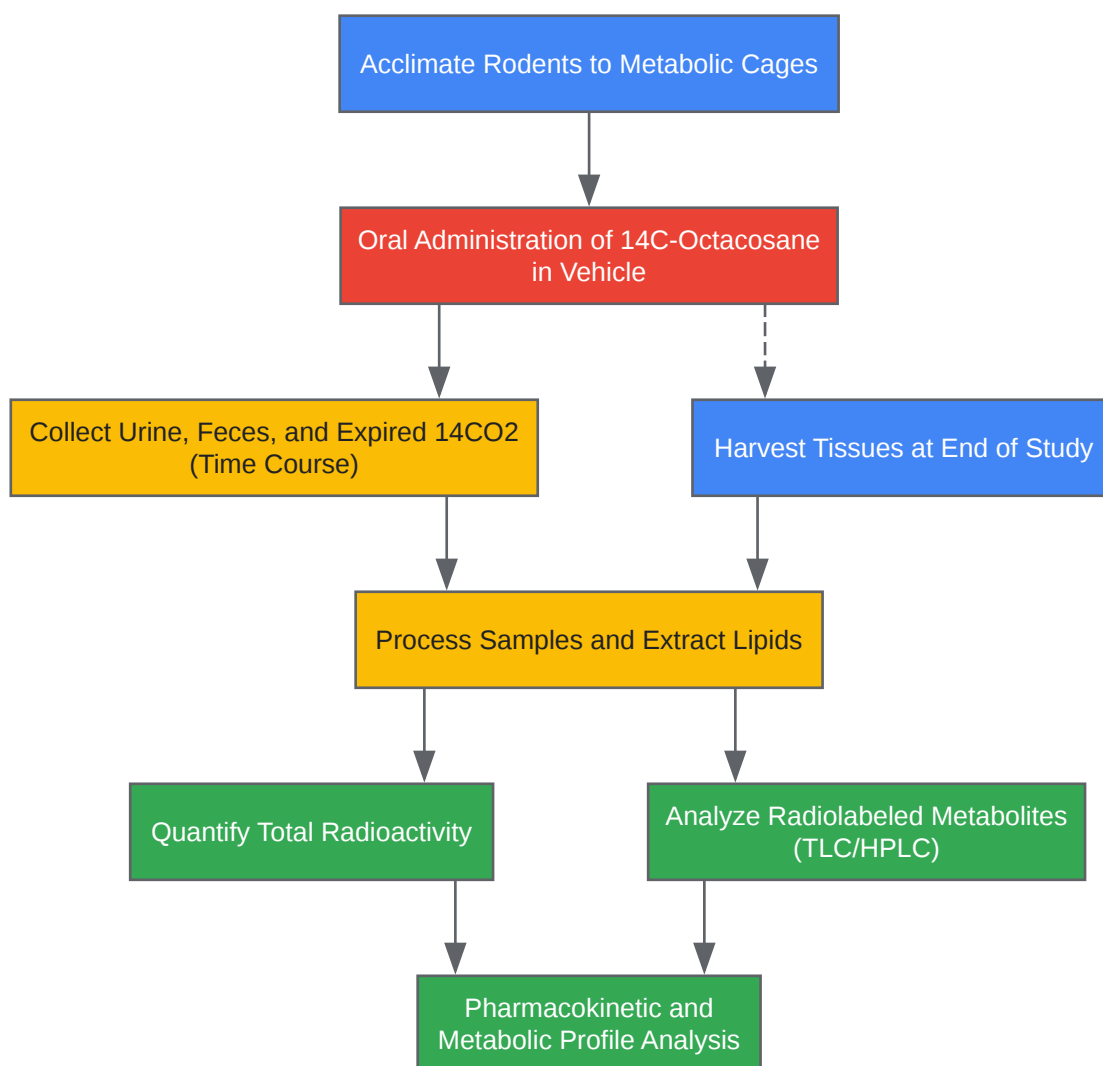 Acclimate Rodents to Metabolic Cages
Oral Administration of 14C-Octacosane
in Vehicle
Collect Urine, Feces, and Expired 14CO2
(Time Course)
Harvest Tissues at End of Study
Process Samples and Extract Lipids
Quantify Total Radioactivity
Analyze Radiolabeled Metabolites
(TLC/HPLC)
Pharmacokinetic and
Metabolic Profile Analysis